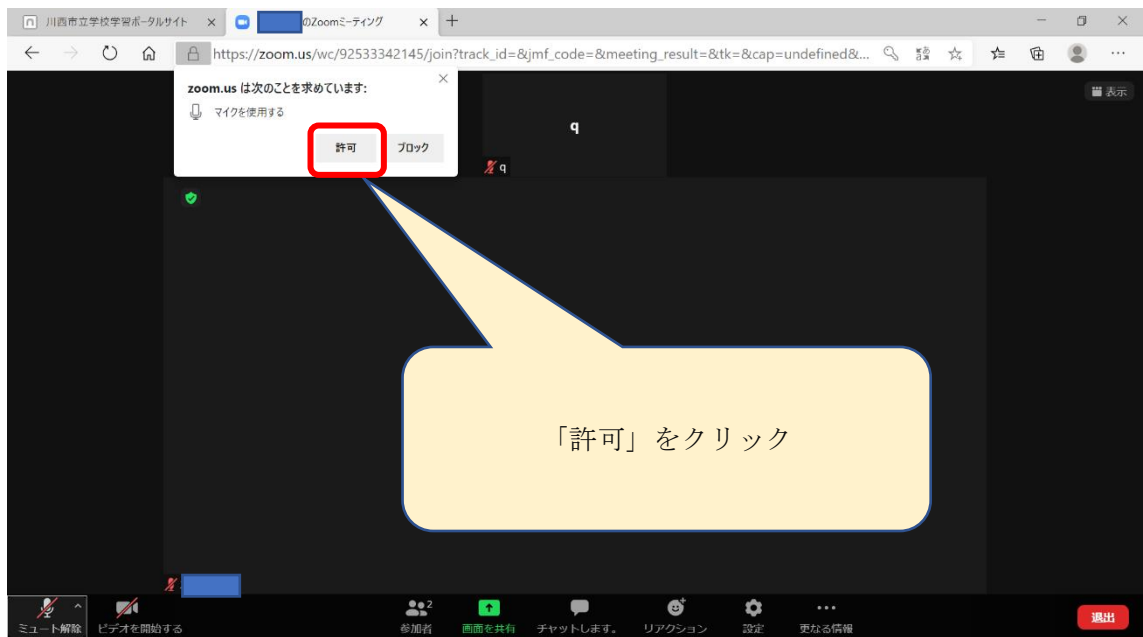 川西市立学校学習ポータルサイト
のZoomミーティング
https://zoom.us/wc/92533342145/join?track_id=&jmf_code=&meeting_result=&tk=&cap=undefined&...
zoom.us は次のことを求めています:
マイクを使用する
許可 ブロック
表示
q
q
「許可」をクリック
ミュート解除
ビデオを開始する
2
参加者
画面を共有
チャットします。
リアクション
設定
更なる情報
退出